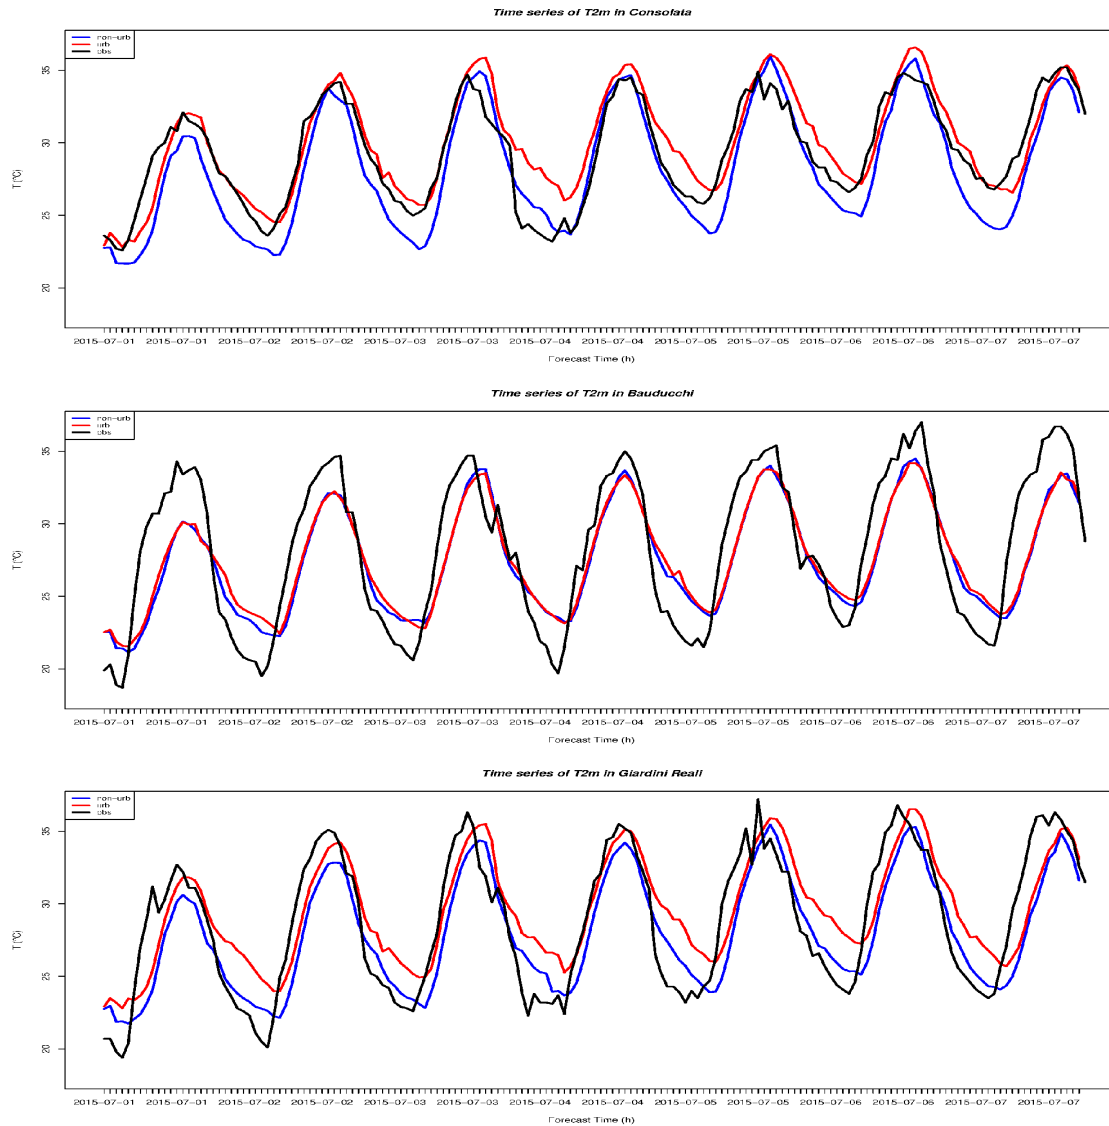 Time series of T2m in Consolata
non-urb
urb
obs
T (°C)
35
30
25
20
2015-07-01 2015-07-01 2015-07-02 2015-07-02 2015-07-03 2015-07-03 2015-07-04 2015-07-04 2015-07-05 2015-07-05 2015-07-06 2015-07-06 2015-07-07 2015-07-07
Forecast Time (h)
Time series of T2m in Bauducchi
non-urb
urb
obs
T (°C)
35
30
25
20
2015-07-01 2015-07-01 2015-07-02 2015-07-02 2015-07-03 2015-07-03 2015-07-04 2015-07-04 2015-07-05 2015-07-05 2015-07-06 2015-07-06 2015-07-07 2015-07-07
Forecast Time (h)
Time series of T2m in Giardini Reali
non-urb
urb
obs
T (°C)
35
30
25
20
2015-07-01 2015-07-01 2015-07-02 2015-07-02 2015-07-03 2015-07-03 2015-07-04 2015-07-04 2015-07-05 2015-07-05 2015-07-06 2015-07-06 2015-07-07 2015-07-07
Forecast Time (h)